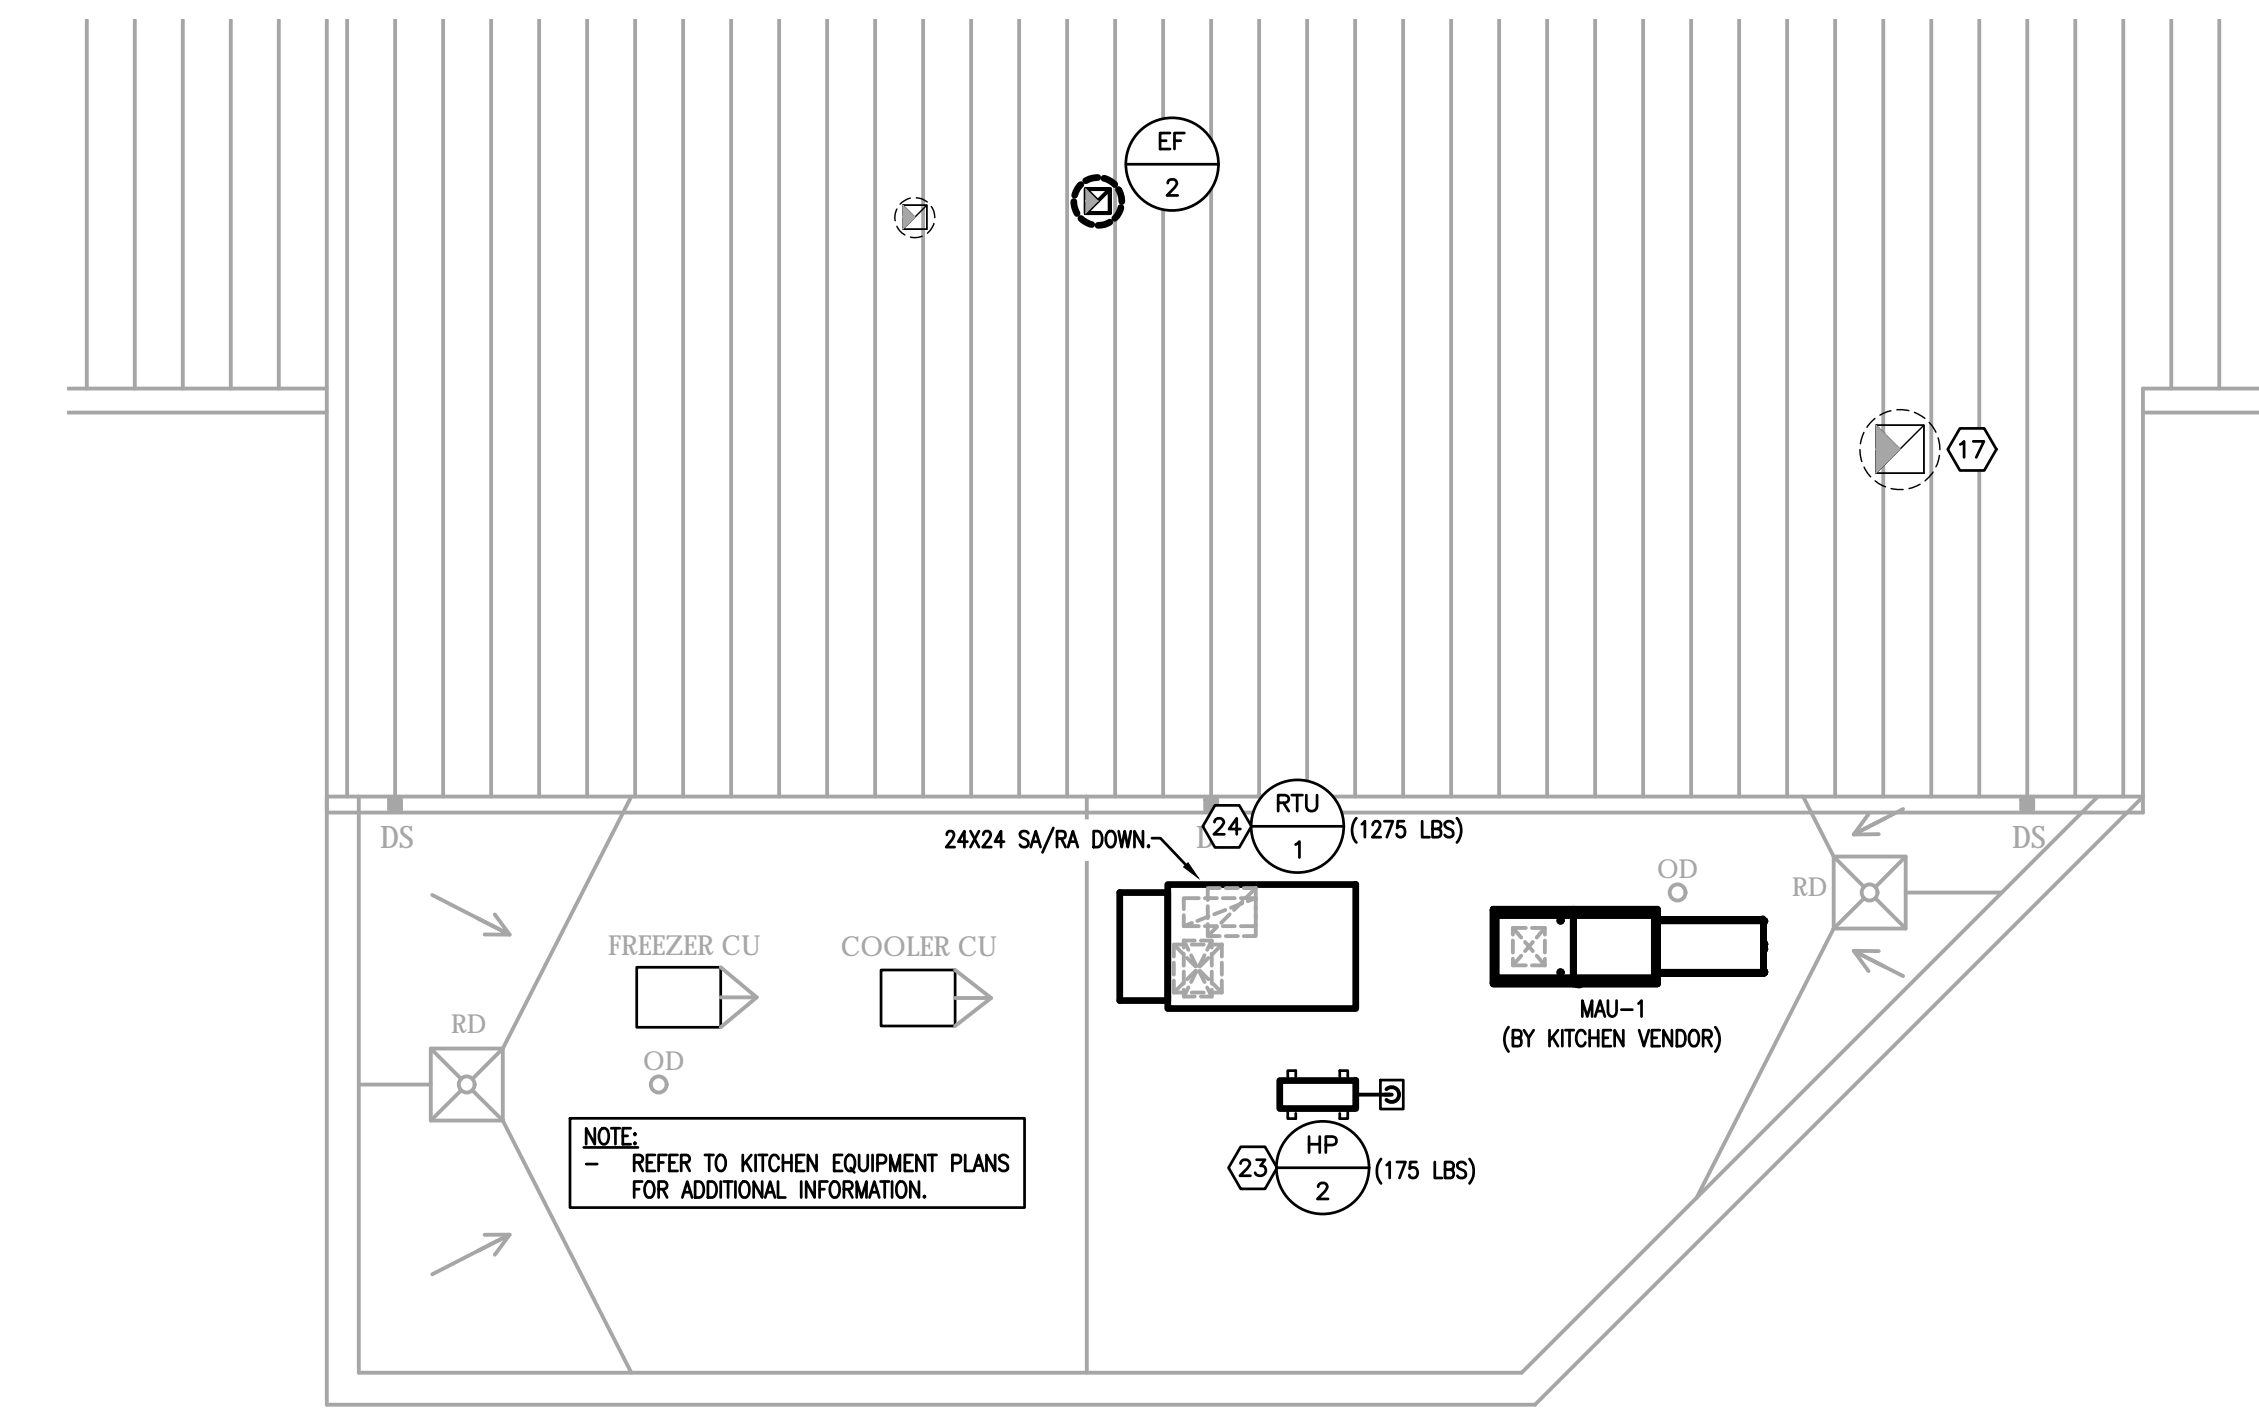 EF
2
17
RTU
24
(1275 LBS)
1
24X24 SA/RA DOWN.
DS
DS
OD
RD
FREEZER CU
COOLER CU
MAU-1
(BY KITCHEN VENDOR)
RD
OD
NOTE:
- REFER TO KITCHEN EQUIPMENT PLANS
FOR ADDITIONAL INFORMATION.
HP
23
(175 LBS)
2